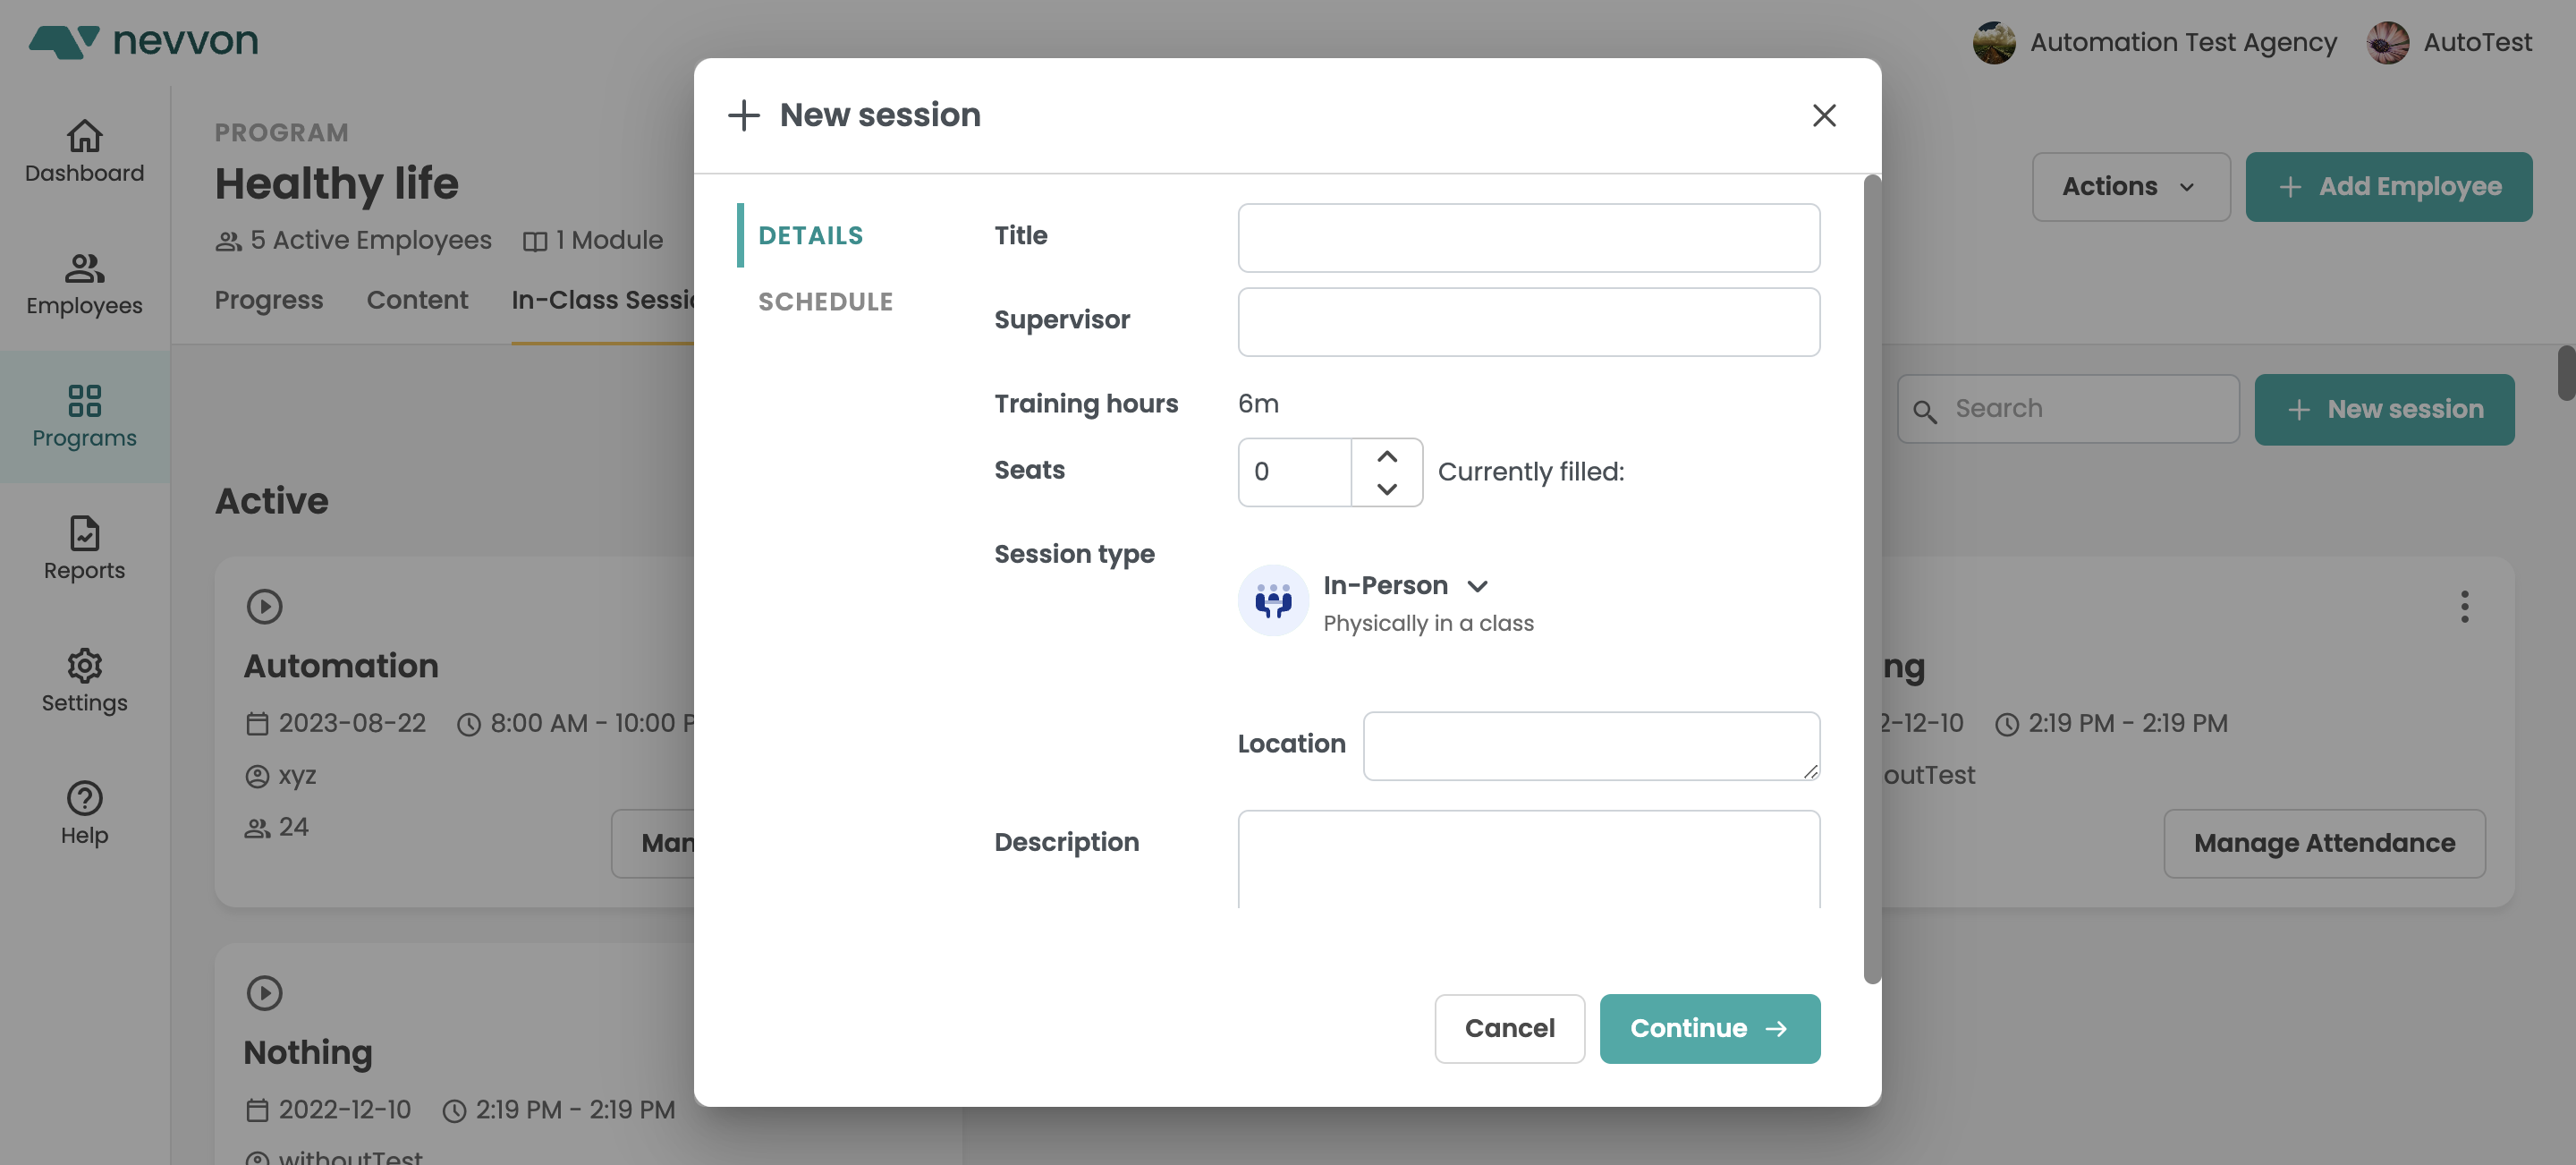 nevvon
Automation Test Agency
AutoTest
Dashboard
Employees
Programs
Reports
Settings
Help
PROGRAM
Healthy life
5 Active Employees
1 Module
Progress
Content
In-Class
Actions
Add Employee
Search
New session
Active
Automation
2023-08-22
8:00 AM - 10:00 P
xyz
24
Man
Nothing
2022-12-10
2:19 PM - 2:19 PM
withoutTest
New session
DETAILS
SCHEDULE
Title
Supervisor
Training hours
6m
Seats
0
Currently filled:
Session type
In-Person
Physically in a class
Location
Description
Cancel
Continue
ng
2-12-10
2:19 PM - 2:19 PM
outTest
Manage Attendance